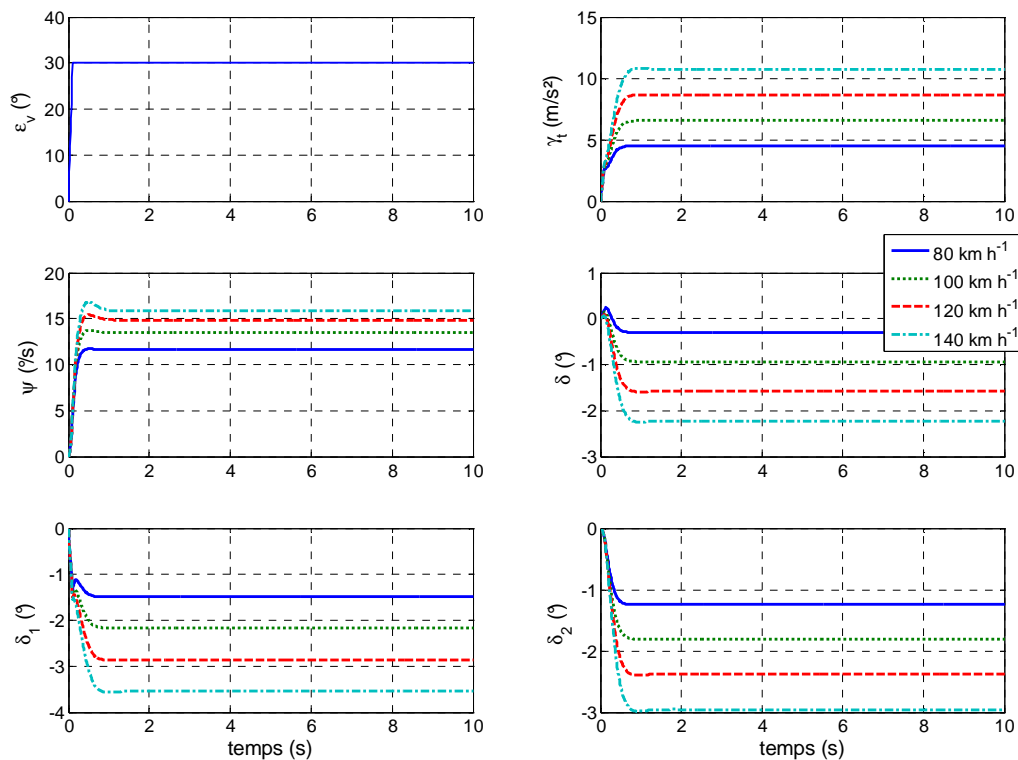 40
30
20
10
0
0 2 4 6 8 10
ε_v (°)
15
10
5
0
0 2 4 6 8 10
γ_t (m/s²)
20
15
10
5
0
0 2 4 6 8 10
ψ (°/s)
1
0
-1
-2
-3
0 2 4 6 8 10
δ (°)
80 km h⁻¹
100 km h⁻¹
120 km h⁻¹
140 km h⁻¹
0
-1
-2
-3
-4
0 2 4 6 8 10
δ₁ (°)
temps (s)
0
-1
-2
-3
0 2 4 6 8 10
δ₂ (°)
temps (s)